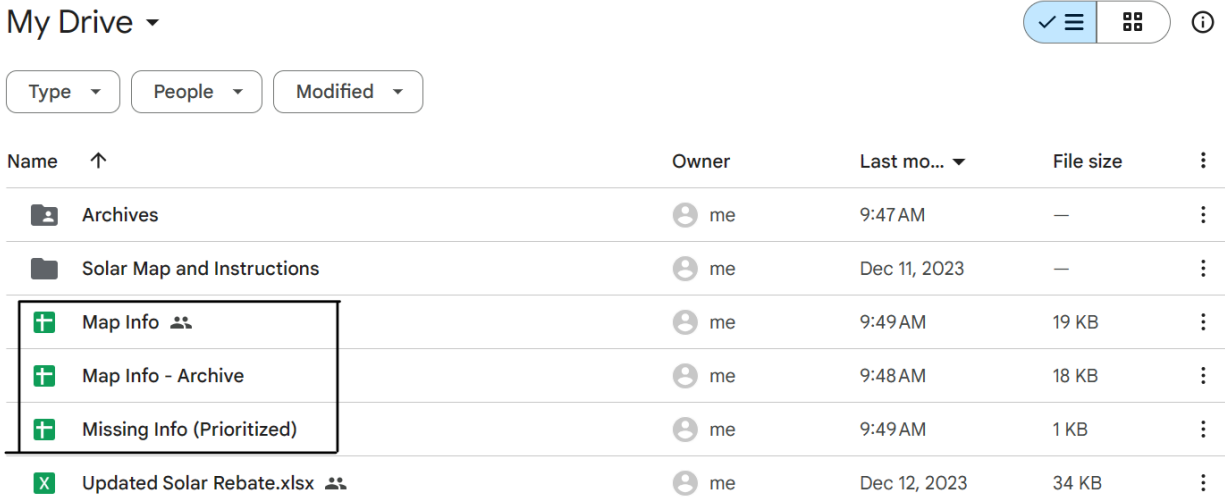 My Drive
Type People Modified
Name Owner Last mo... File size
Archives me 9:47 AM —
Solar Map and Instructions me Dec 11, 2023 —
Map Info me 9:49 AM 19 KB
Map Info - Archive me 9:48 AM 18 KB
Missing Info (Prioritized) me 9:49 AM 1 KB
X Updated Solar Rebate.xlsx me Dec 12, 2023 34 KB